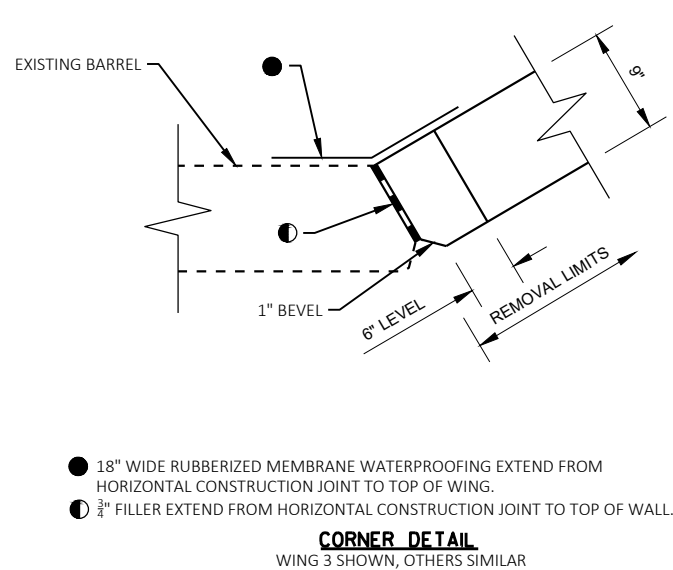 EXISTING BARREL
9"
1" BEVEL
6" LEVEL
REMOVAL LIMITS
18" WIDE RUBBERIZED MEMBRANE WATERPROOFING EXTEND FROM
HORIZONTAL CONSTRUCTION JOINT TO TOP OF WING.
3/4" FILLER EXTEND FROM HORIZONTAL CONSTRUCTION JOINT TO TOP OF WALL.
CORNER DETAIL
WING 3 SHOWN, OTHERS SIMILAR